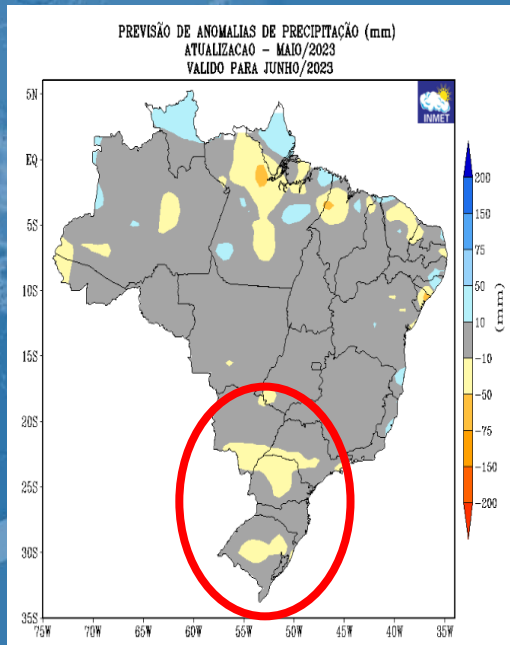 PREVISÃO DE ANOMALIAS DE PRECIPITAÇÃO (mm)
ATUALIZACAO – MAIO/2023
VALIDO PARA JUNHO/2023
INMET
5N
EQ
5S
10S
15S
20S
25S
30S
35S
75W 70W 65W 60W 55W 50W 45W 40W 35W
200
150
75
50
10
-10
-50
-75
-150
-200
(mm)